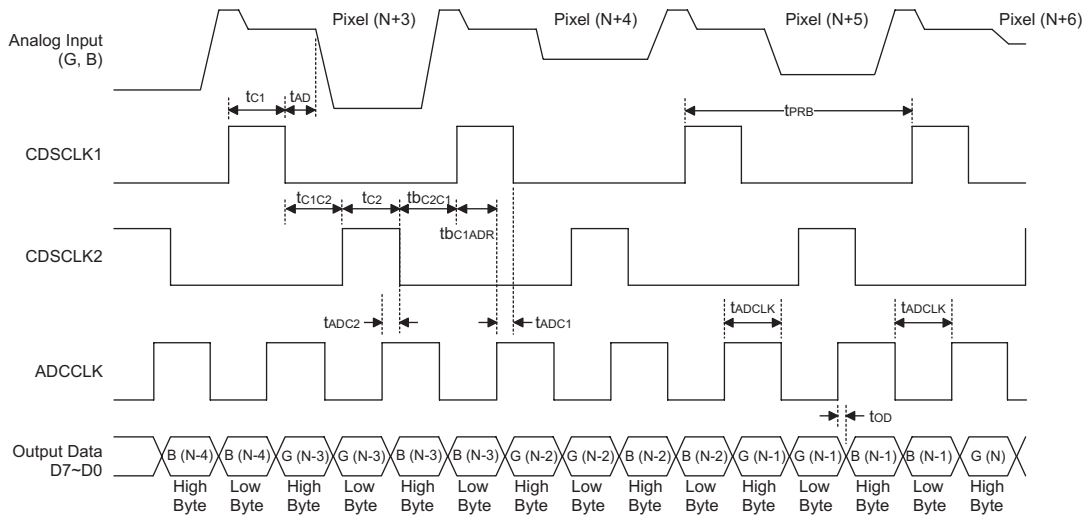 Pixel (N+3) Pixel (N+4) Pixel (N+5) Pixel (N+6)
Analog Input
(G, B)
tC1 tAD tPRB
CDSCLK1
tC1C2 tC2 tbC2C1
tbC1ADR
CDSCLK2
tADC2 tADC1 tADCLK tADCLK
ADCCLK
tOD
Output Data
D7~D0
B (N-4) B (N-4) G (N-3) G (N-3) B (N-3) B (N-3) G (N-2) G (N-2) B (N-2) B (N-2) G (N-1) G (N-1) B (N-1) B (N-1) G (N)
High Low High Low High Low High Low High Low High Low High Low High
Byte Byte Byte Byte Byte Byte Byte Byte Byte Byte Byte Byte Byte Byte Byte